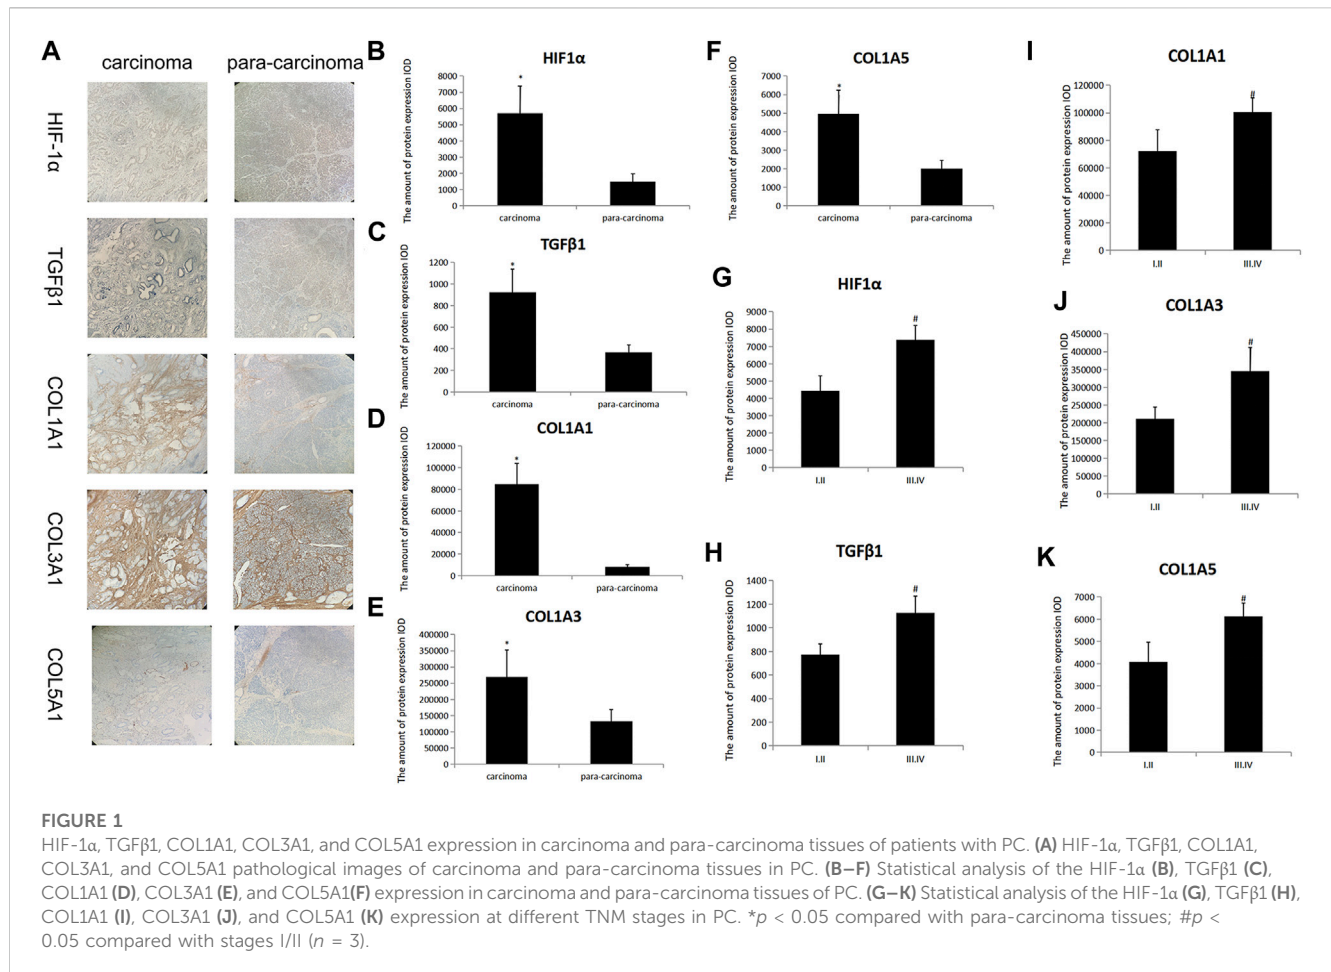 A
carcinoma
para-carcinoma
HIF-1α
TGFβ1
COL1A1
COL3A1
COL5A1
B
HIF1α
The amount of protein expression IOD
8000
7000
6000
5000
4000
3000
2000
1000
0
*
carcinoma
para-carcinoma
C
TGFβ1
The amount of protein expression IOD
1200
1000
800
600
400
200
0
*
carcinoma
para-carcinoma
D
COL1A1
The amount of protein expression IOD
120000
100000
80000
60000
40000
20000
0
*
carcinoma
para-carcinoma
E
COL1A3
The amount of protein expression IOD
400000
350000
300000
250000
200000
150000
100000
50000
0
*
carcinoma
para-carcinoma
F
COL1A5
The amount of protein expression IOD
7000
6000
5000
4000
3000
2000
1000
0
*
carcinoma
para-carcinoma
G
HIF1α
The amount of protein expression IOD
9000
8000
7000
6000
5000
4000
3000
2000
1000
0
#
I.II
III.IV
H
TGFβ1
The amount of protein expression IOD
1400
1200
1000
800
600
400
200
0
#
I.II
III.IV
I
COL1A1
The amount of protein expression IOD
120000
100000
80000
60000
40000
20000
0
#
I.II
III.IV
J
COL1A3
The amount of protein expression IOD
450000
400000
350000
300000
250000
200000
150000
100000
50000
0
#
I.II
III.IV
K
COL1A5
The amount of protein expression IOD
7000
6000
5000
4000
3000
2000
1000
0
#
I.II
III.IV
FIGURE 1
HIF-1α, TGFβ1, COL1A1, COL3A1, and COL5A1 expression in carcinoma and para-carcinoma tissues of patients with PC. (A) HIF-1α, TGFβ1, COL1A1,
COL3A1, and COL5A1 pathological images of carcinoma and para-carcinoma tissues in PC. (B–F) Statistical analysis of the HIF-1α (B), TGFβ1 (C),
COL1A1 (D), COL3A1 (E), and COL5A1(F) expression in carcinoma and para-carcinoma tissues of PC. (G–K) Statistical analysis of the HIF-1α (G), TGFβ1 (H),
COL1A1 (I), COL3A1 (J), and COL5A1 (K) expression at different TNM stages in PC. *p < 0.05 compared with para-carcinoma tissues; #p <
0.05 compared with stages I/II (n = 3).